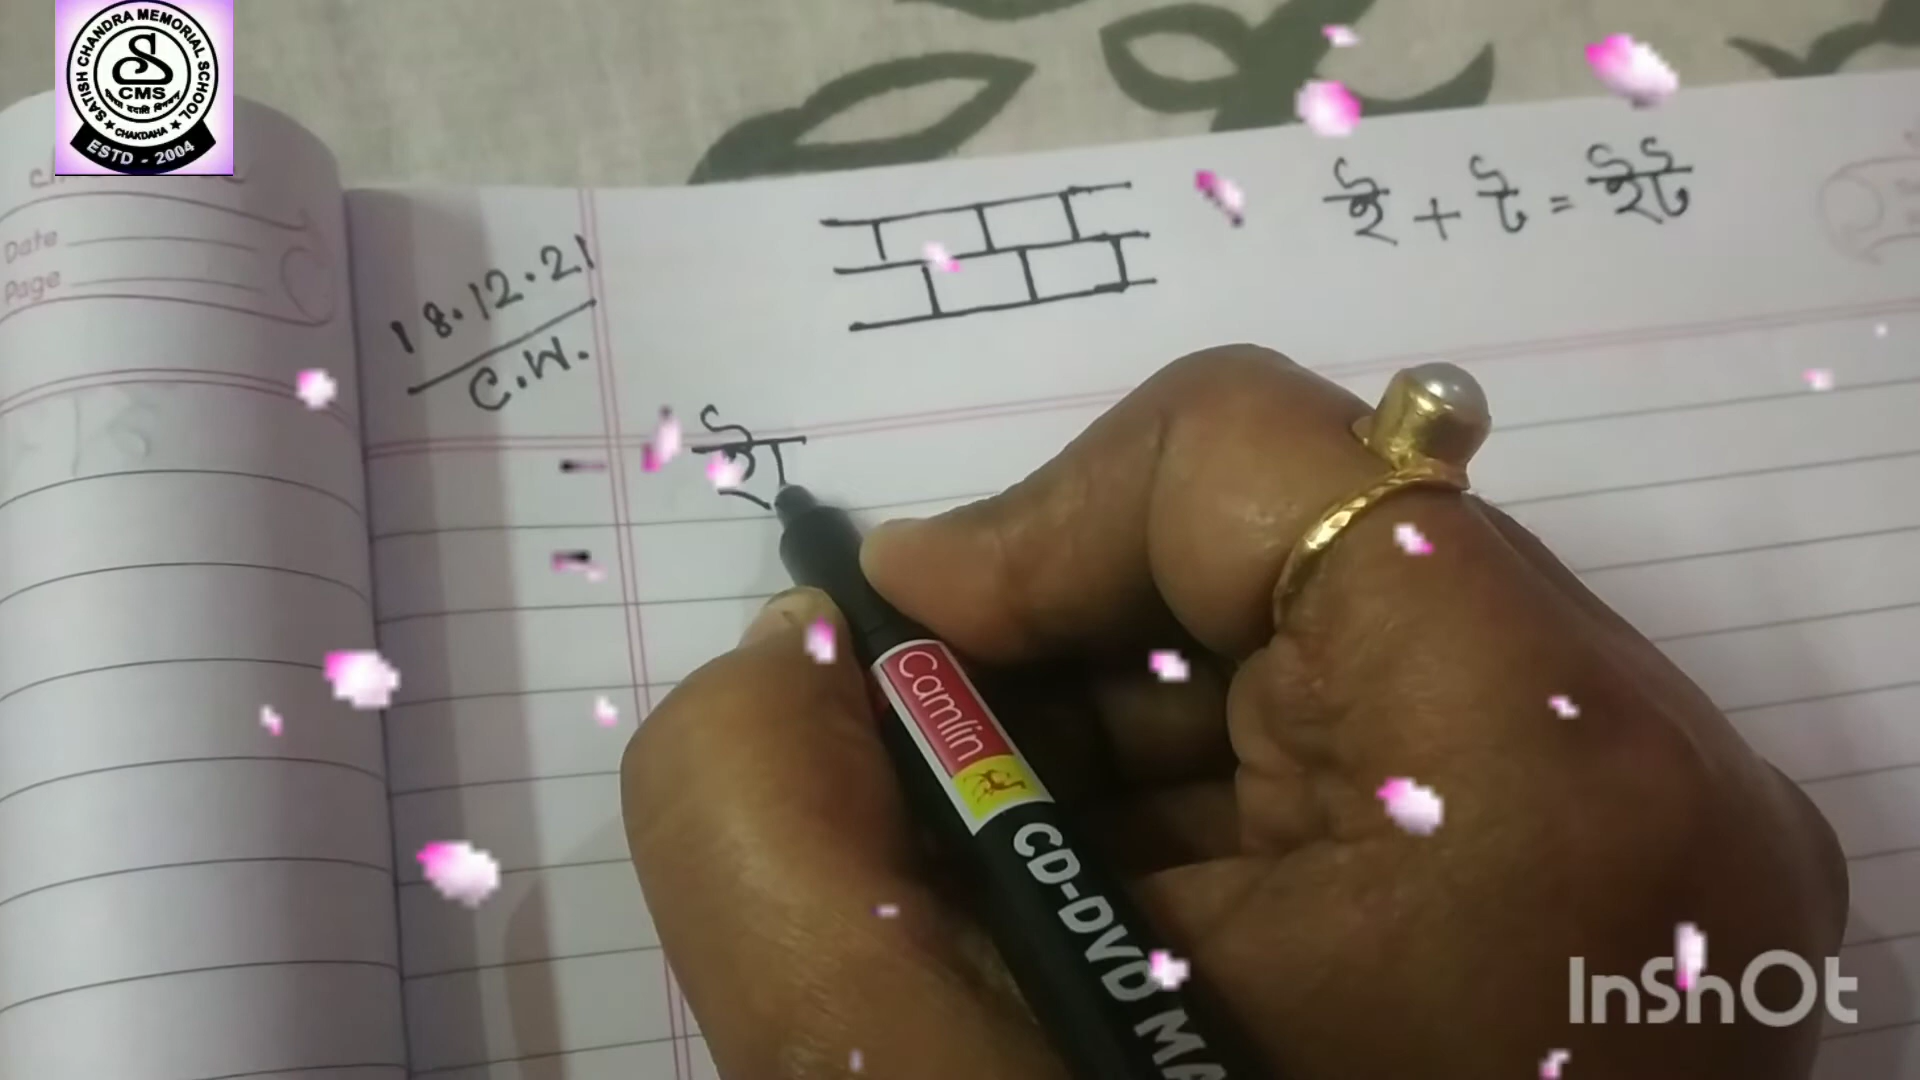 SATISH CHANDRA MEMORIAL SCHOOL
CMS
CHAKDAHA
ESTD - 2004
Date
Page
18.12.21
C.W.
ই + ট = ইট
ই
Camlin
CD-DVD MA
InShOt